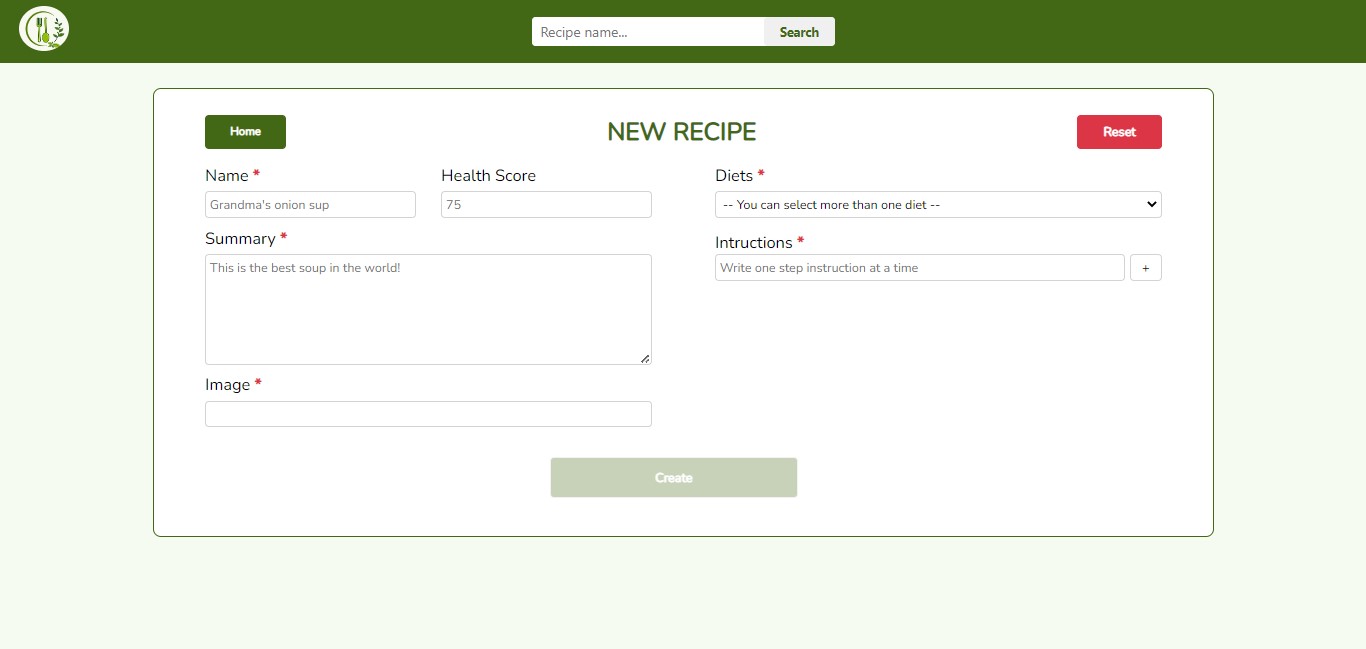 Recipe name...
Search
Home
NEW RECIPE
Reset
Name *
Health Score
Diets *
Grandma's onion sup
75
-- You can select more than one diet --
Summary *
Intructions *
This is the best soup in the world!
Write one step instruction at a time
+
Image *
Create